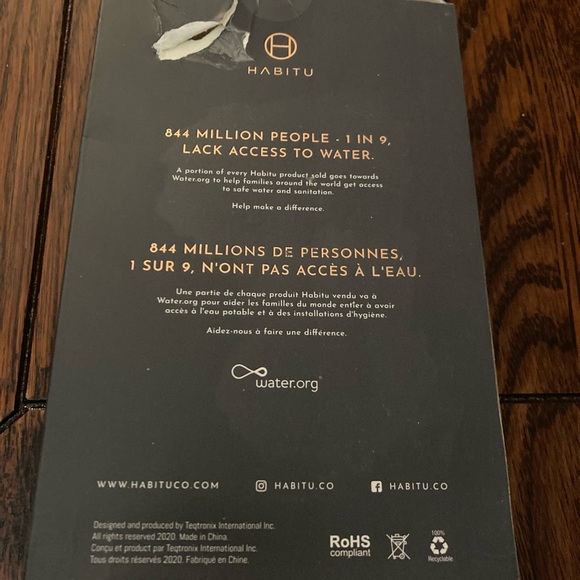 HABITU
844 MILLION PEOPLE - 1 IN 9,
LACK ACCESS TO WATER.
A portion of every Habitu product sold goes towards
Water.org to help families around the world get access
to safe water and sanitation.
Help make a difference.
844 MILLIONS DE PERSONNES,
1 SUR 9, N'ONT PAS ACCÈS À L'EAU.
Une partie de chaque produit Habitu vendu va à
Water.org pour aider les familles du monde entier à avoir
accès à l'eau potable et à des installations d'hygiène.
Aidez-nous à faire une différence.
water.org
WWW.HABITUCO.COM HABITU.CO HABITU.CO
Designed and produced by Teqtronix International Inc.
All rights reserved 2020. Made in China.
Conçu et produit par Teqtronix International Inc.
Tous droits réservés 2020. Fabriqué en Chine.
RoHS
compliant
100%
Recyclable